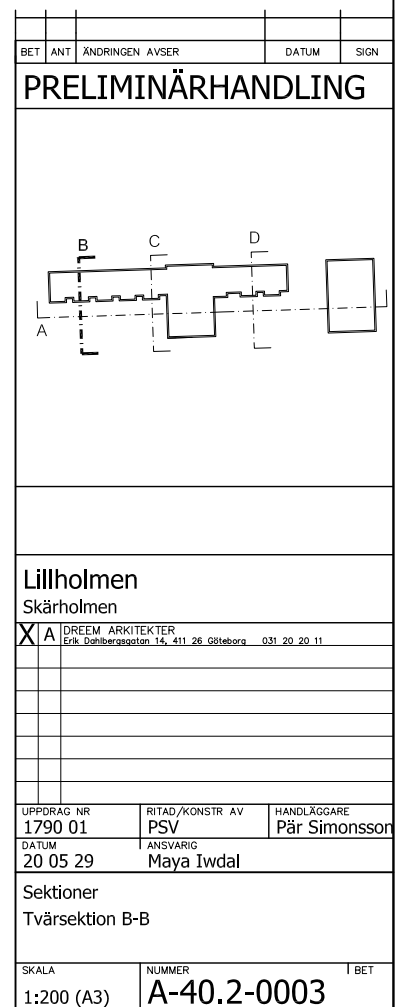 BET ANT ÄNDRINGEN AVSER DATUM SIGN
PRELIMINÄRHANDLING
B C D
A
Lillholmen
Skärholmen
X A DREEM ARKITEKTER
Erik Dahlbergsgatan 14, 411 26 Göteborg 031 20 20 11
UPPDRAG NR RITAD/KONSTR AV HANDLÄGGARE
1790 01 PSV Pär Simonsson
DATUM ANSVARIG
20 05 29 Maya Iwdal
Sektioner
Tvärsektion B-B
SKALA NUMMER BET
1:200 (A3) A-40.2-0003